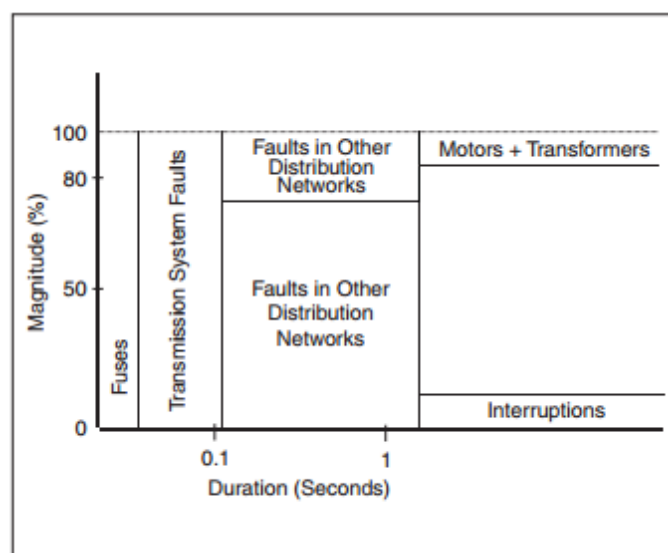 100
80
50
0
Magnitude (%)
Fuses
Transmission System Faults
Faults in Other
Distribution
Networks
Motors + Transformers
Faults in Other
Distribution
Networks
Interruptions
0.1
1
Duration (Seconds)